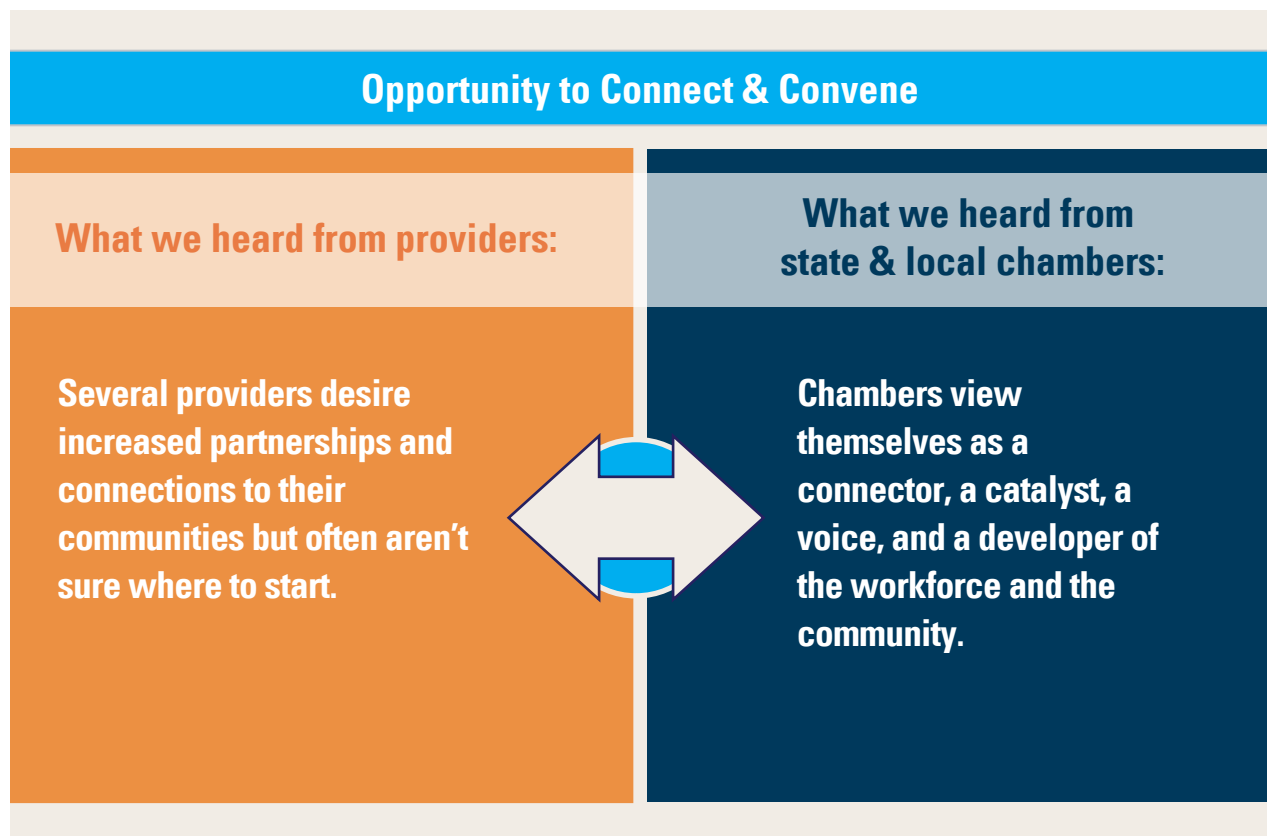 Opportunity to Connect & Convene
What we heard from providers:
Several providers desire
increased partnerships and
connections to their
communities but often aren't
sure where to start.
What we heard from
state & local chambers:
Chambers view
themselves as a
connector, a catalyst, a
voice, and a developer of
the workforce and the
community.